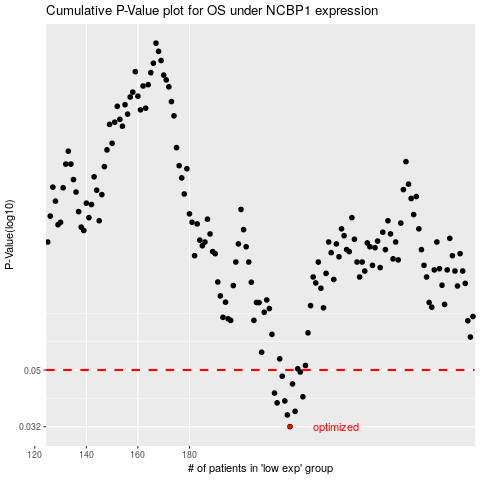 Cumulative P-Value plot for OS under NCBP1 expression
P-Value(log10)
0.05
0.032
optimized
120 140 160 180
# of patients in 'low exp' group